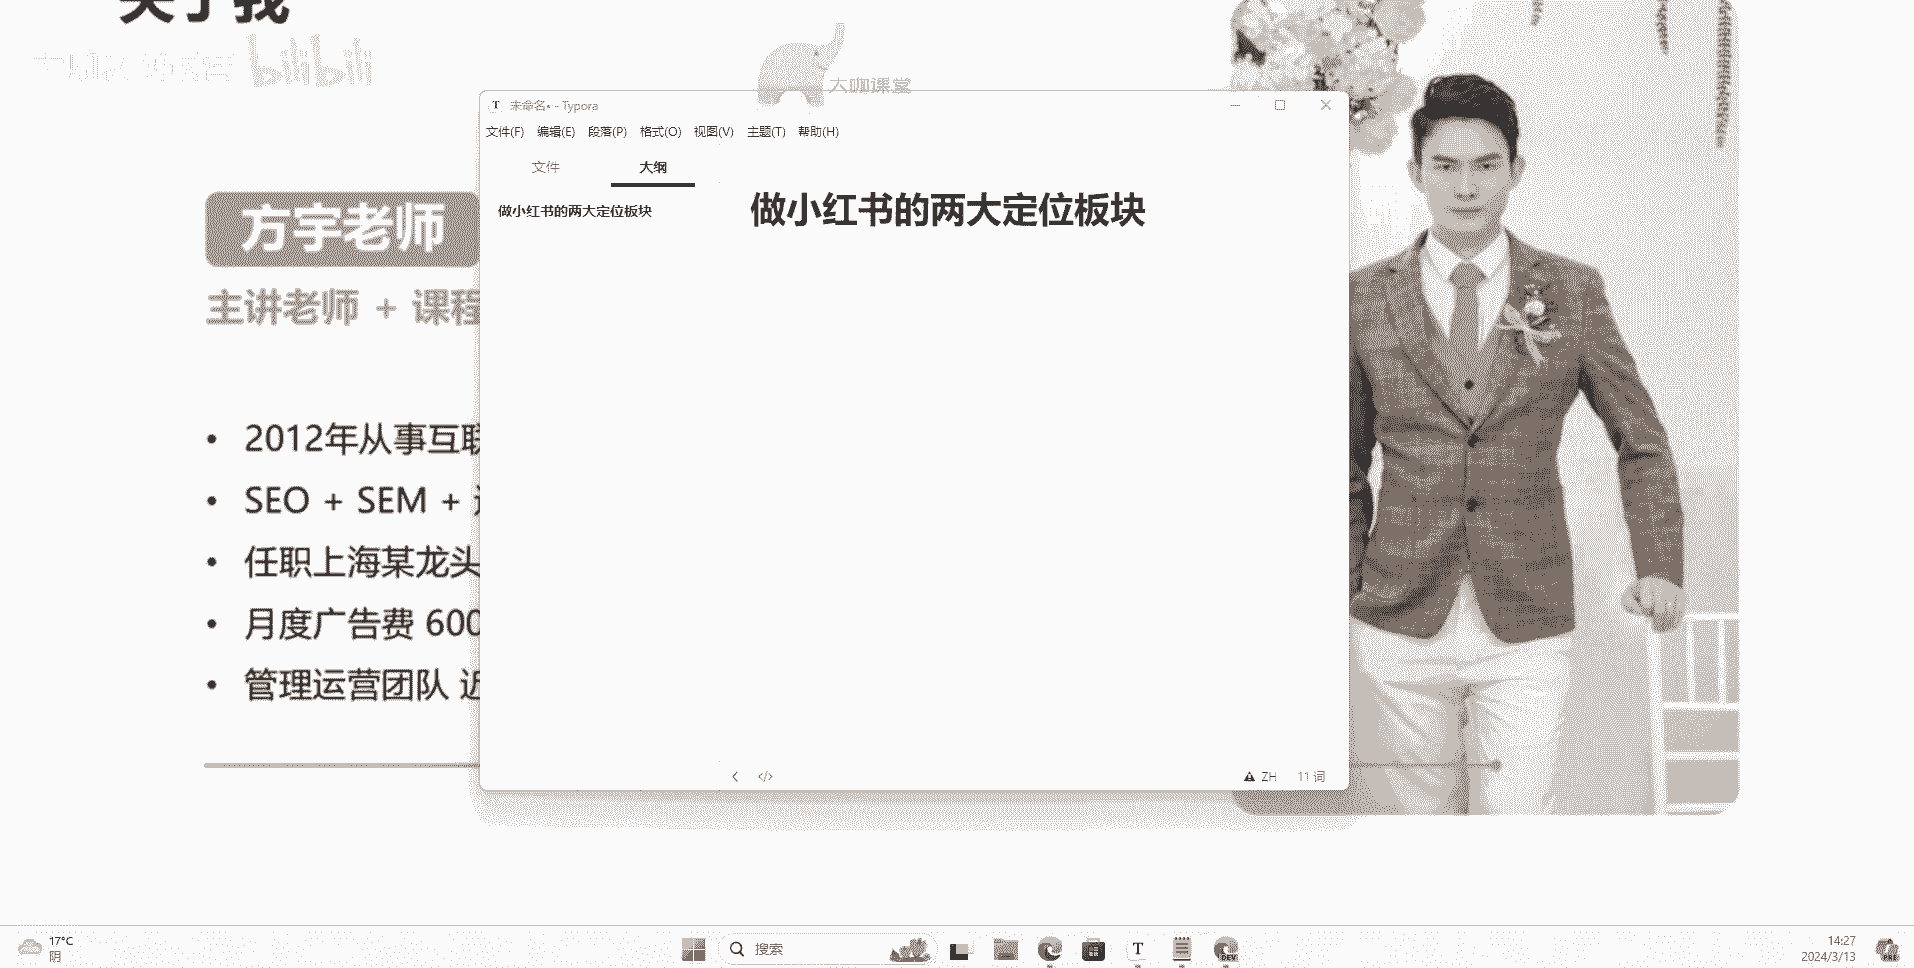 关于我
bilibili
大咖课堂
未命名• - Typora
文件(F) 编辑(E) 段落(P) 格式(O) 视图(V) 主题(T) 帮助(H)
文件 大纲
做小红书的两大定位板块
做小红书的两大定位板块
方宇老师
主讲老师 + 课程
• 2012年从事互联
• SEO + SEM +
• 任职上海某龙头
• 月度广告费 600
• 管理运营团队 近
</> ZH 11 词
17°C
阴
搜索
DEV
14:27
2024/3/13
PRE